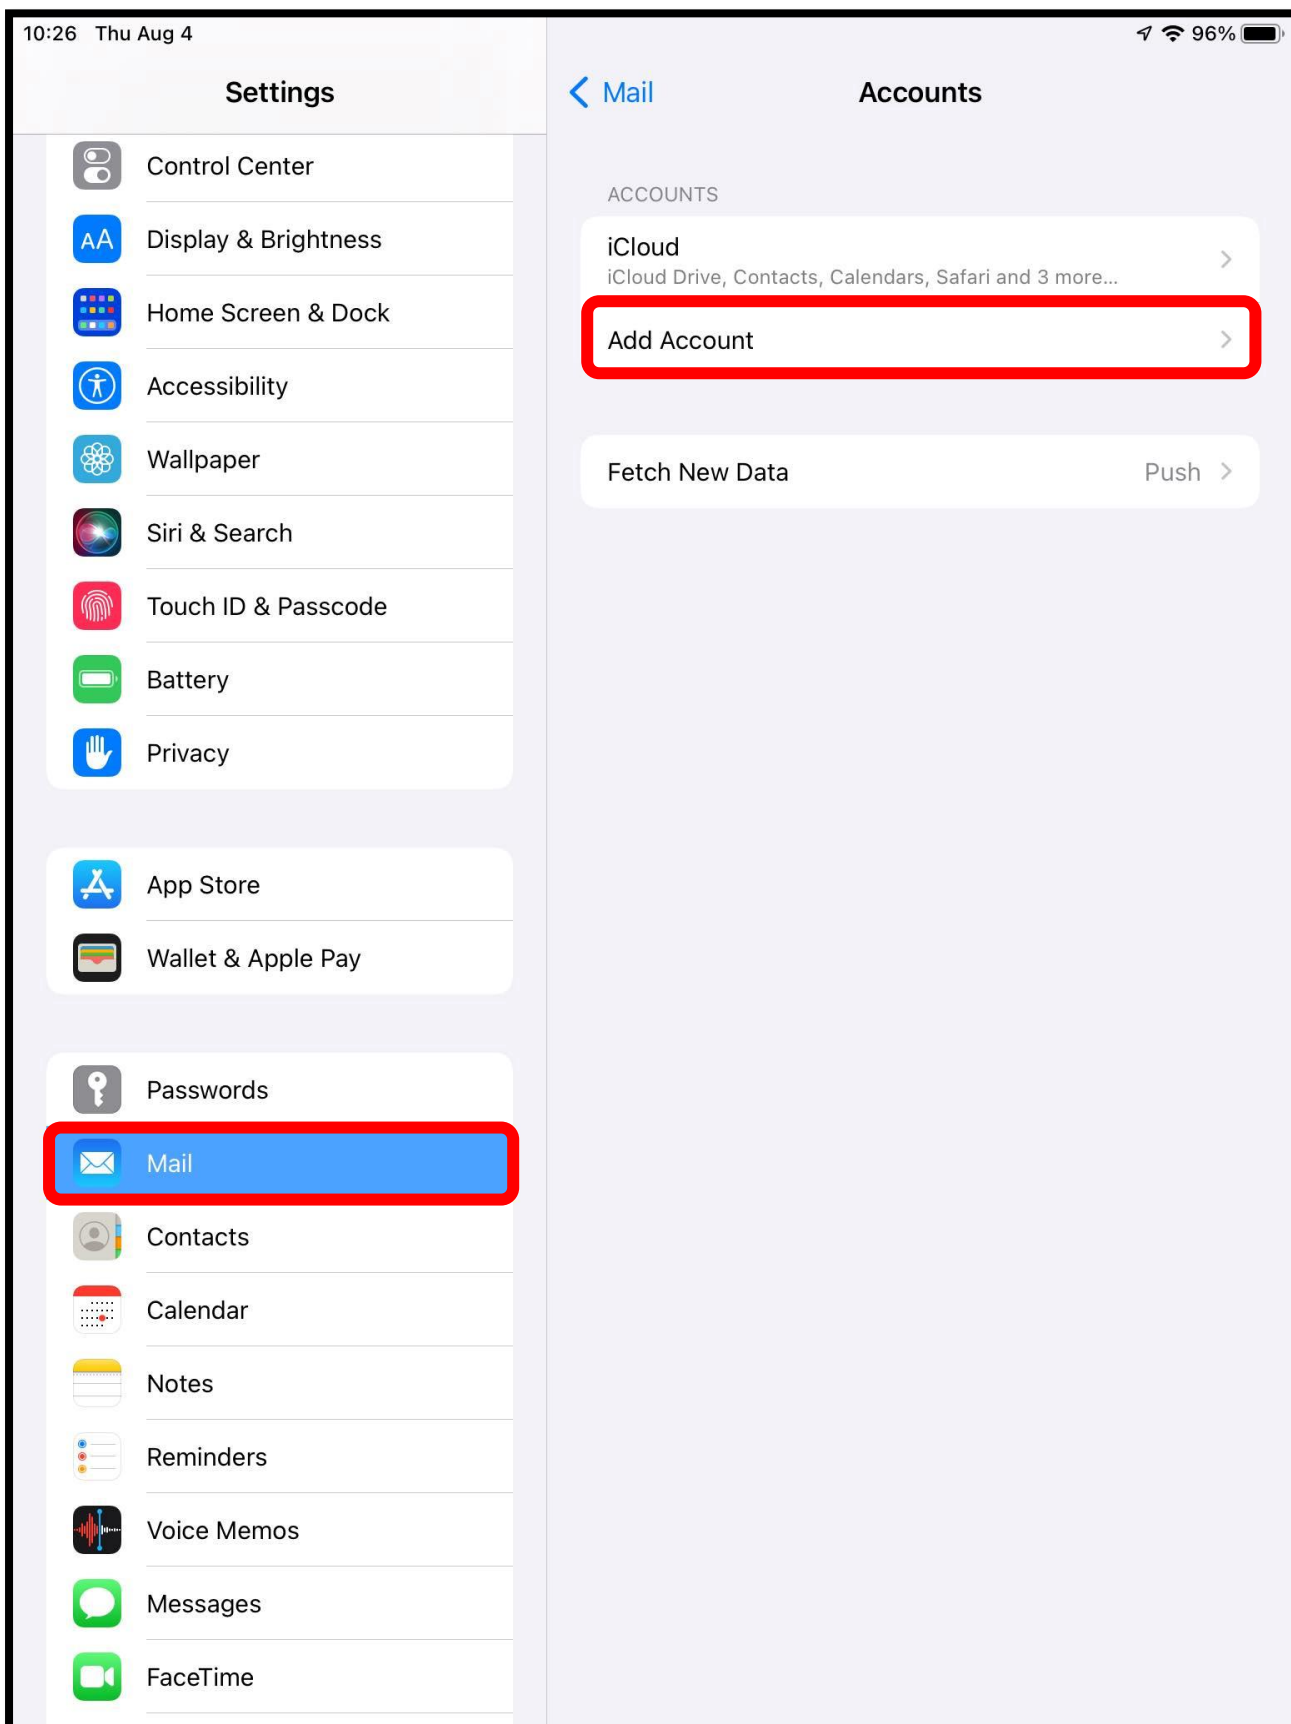 10:26 Thu Aug 4
96%
Settings
Control Center
AA Display & Brightness
Home Screen & Dock
Accessibility
Wallpaper
Siri & Search
Touch ID & Passcode
Battery
Privacy
App Store
Wallet & Apple Pay
Passwords
Mail
Contacts
Calendar
Notes
Reminders
Voice Memos
Messages
FaceTime
Mail
Accounts
ACCOUNTS
iCloud
iCloud Drive, Contacts, Calendars, Safari and 3 more...
Add Account
Fetch New Data Push